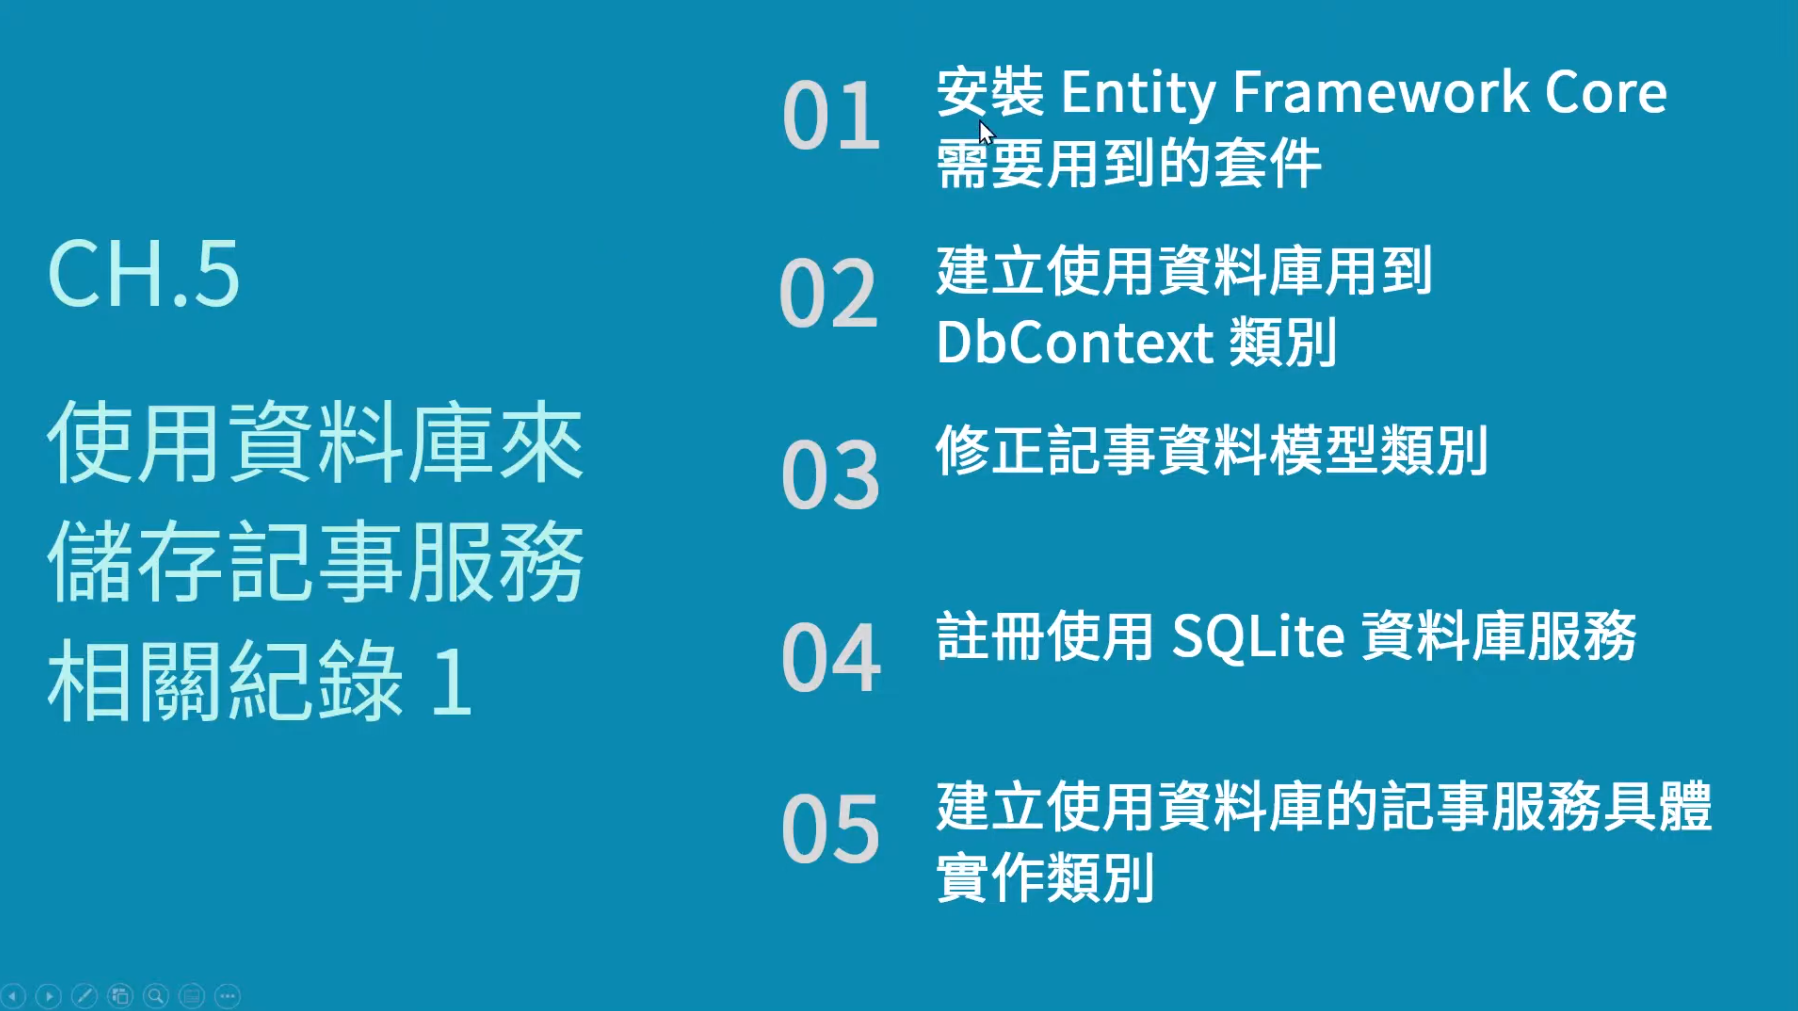 CH.5
使用資料庫來
儲存記事服務
相關紀錄 1
01
安裝 Entity Framework Core
需要用到的套件
02
建立使用資料庫用到
DbContext 類別
03
修正記事資料模型類別
04
註冊使用 SQLite 資料庫服務
05
建立使用資料庫的記事服務具體
實作類別